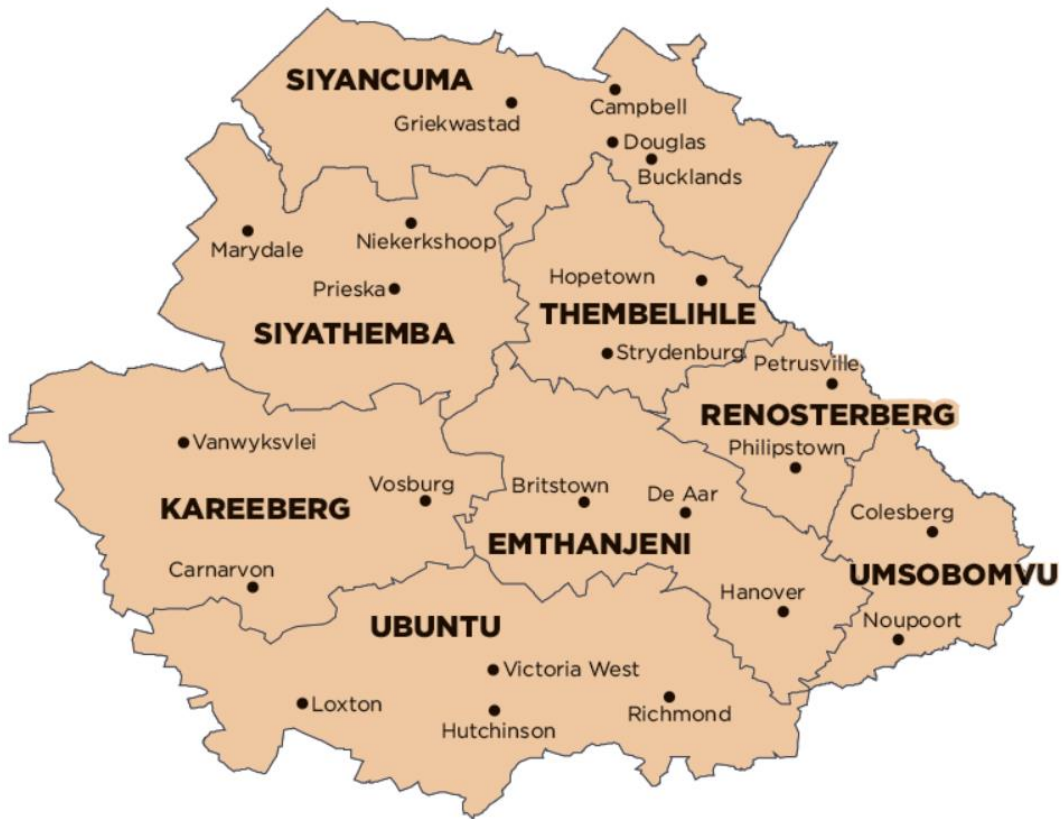 SIYANCUMA
Griekwastad
Campbell
Douglas
Bucklands
Marydale
Niekerkshoop
Prieska
SIYATHEMBA
Hopetown
THEMBELIHLE
Strydenburg
Petrusville
RENOSTERBERG
Philipstown
Vanwyksvlei
Vosburg
KAREEBERG
Carnarvon
Britstown
De Aar
EMTHANJENI
Hanover
Colesberg
UMSOBOMVU
Noupoort
UBUNTU
Victoria West
Loxton
Hutchinson
Richmond